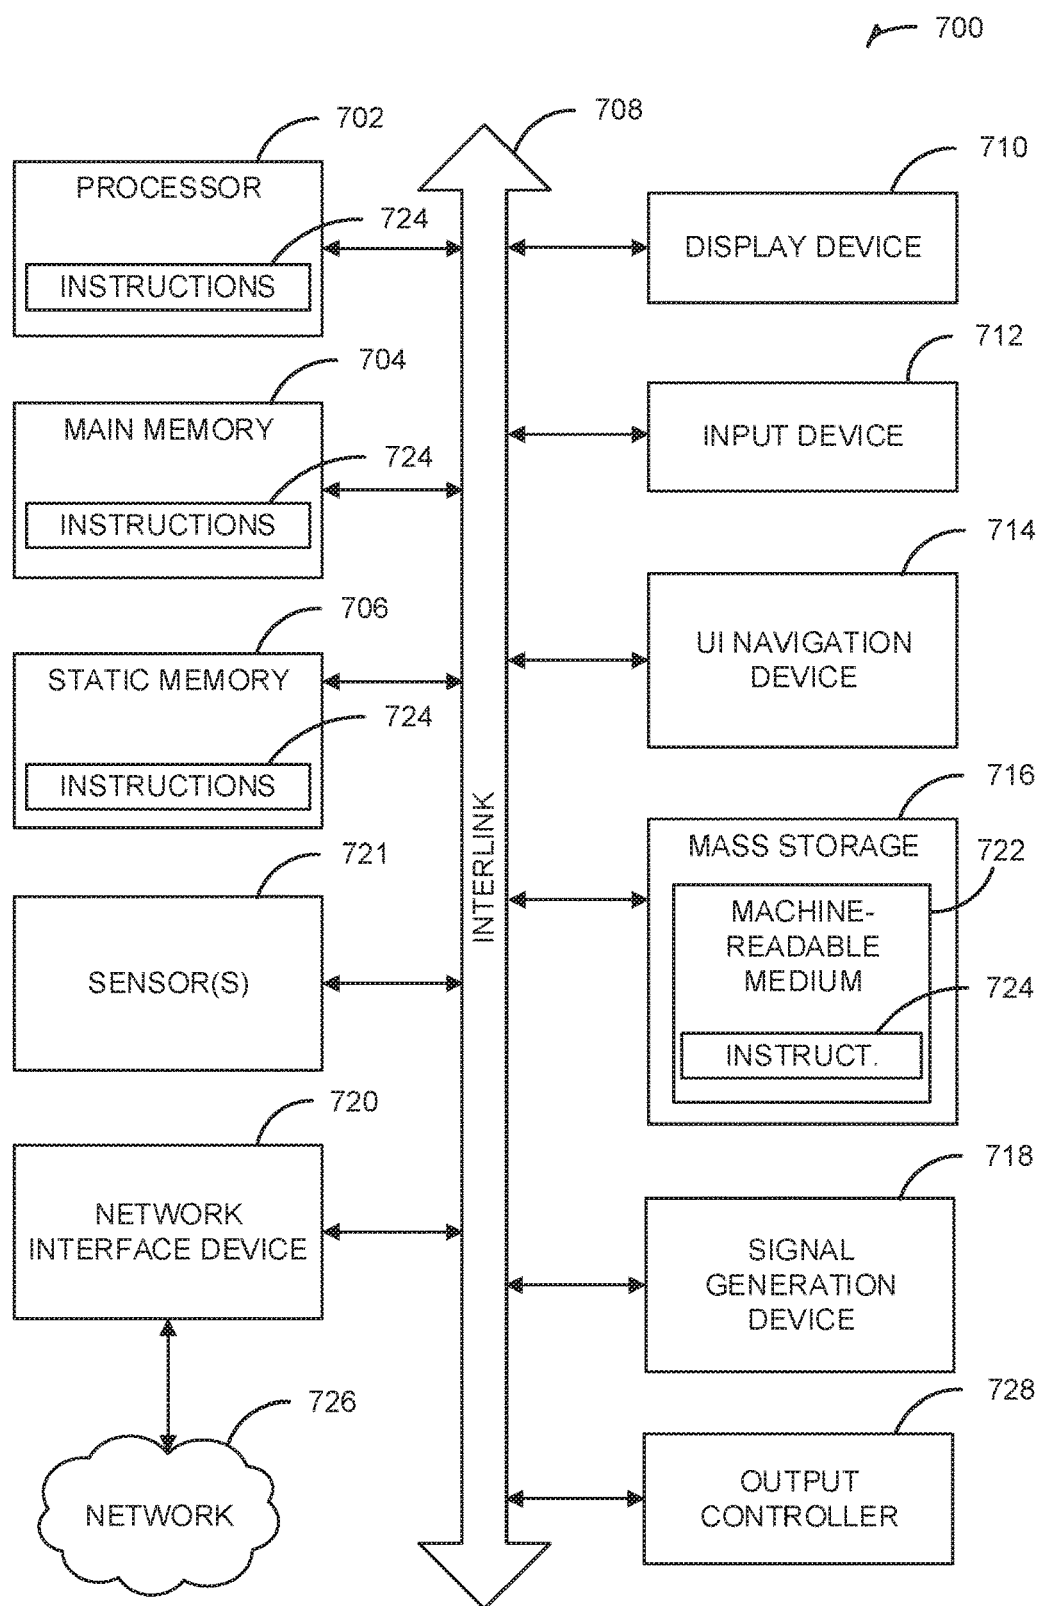 700
708
702
PROCESSOR
724
INSTRUCTIONS
704
MAIN MEMORY
724
INSTRUCTIONS
706
STATIC MEMORY
724
INSTRUCTIONS
721
SENSOR(S)
720
NETWORK
INTERFACE DEVICE
726
NETWORK
INTERLINK
710
DISPLAY DEVICE
712
INPUT DEVICE
714
UI NAVIGATION
DEVICE
716
MASS STORAGE
722
MACHINE-
READABLE
MEDIUM
724
INSTRUCT.
718
SIGNAL
GENERATION
DEVICE
728
OUTPUT
CONTROLLER